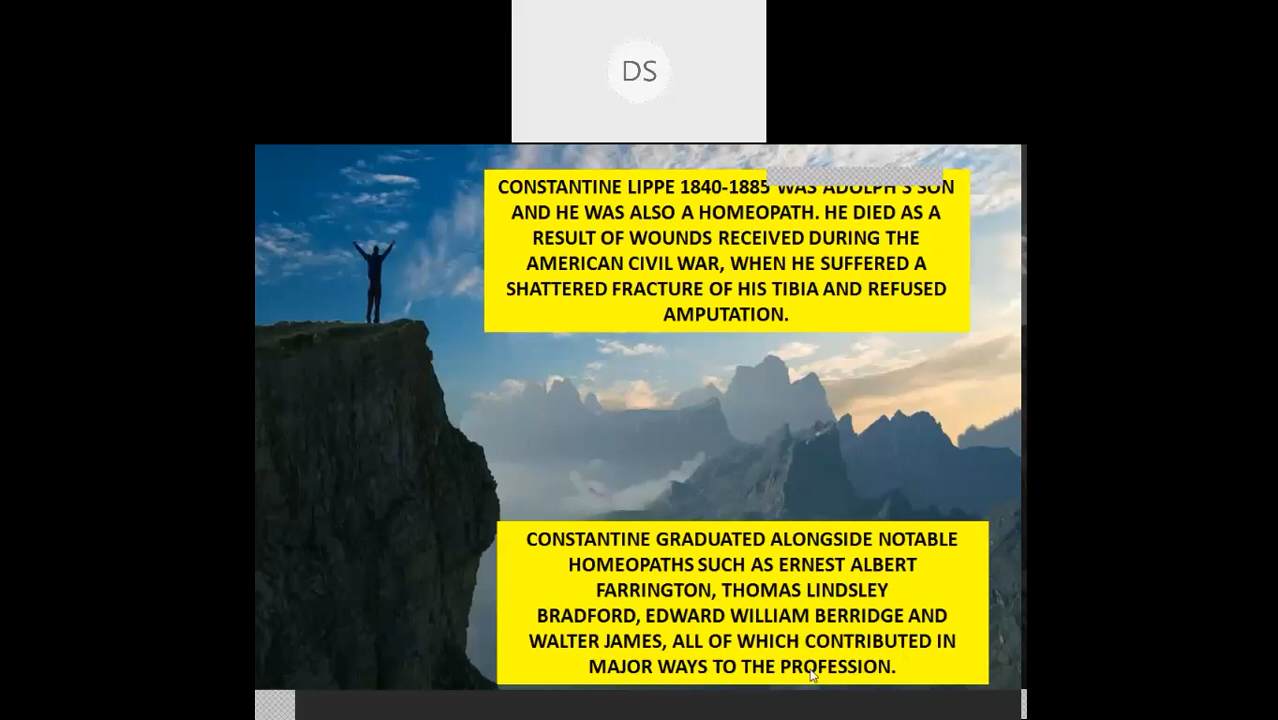 DS
CONSTANTINE LIPPE 1840-1885 WAS ADOLPH'S SON
AND HE WAS ALSO A HOMEOPATH. HE DIED AS A
RESULT OF WOUNDS RECEIVED DURING THE
AMERICAN CIVIL WAR, WHEN HE SUFFERED A
SHATTERED FRACTURE OF HIS TIBIA AND REFUSED
AMPUTATION.
CONSTANTINE GRADUATED ALONGSIDE NOTABLE
HOMEOPATHS SUCH AS ERNEST ALBERT
FARRINGTON, THOMAS LINDSLEY
BRADFORD, EDWARD WILLIAM BERRIDGE AND
WALTER JAMES, ALL OF WHICH CONTRIBUTED IN
MAJOR WAYS TO THE PROFESSION.